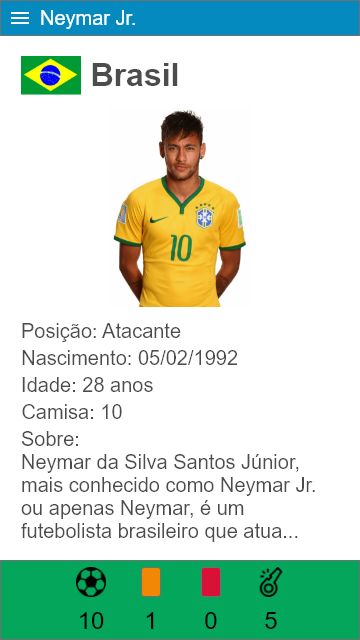 Neymar Jr.
Brasil
10
Posição: Atacante
Nascimento: 05/02/1992
Idade: 28 anos
Camisa: 10
Sobre:
Neymar da Silva Santos Júnior,
mais conhecido como Neymar Jr.
ou apenas Neymar, é um
futebolista brasileiro que atua...
10 1 0 5